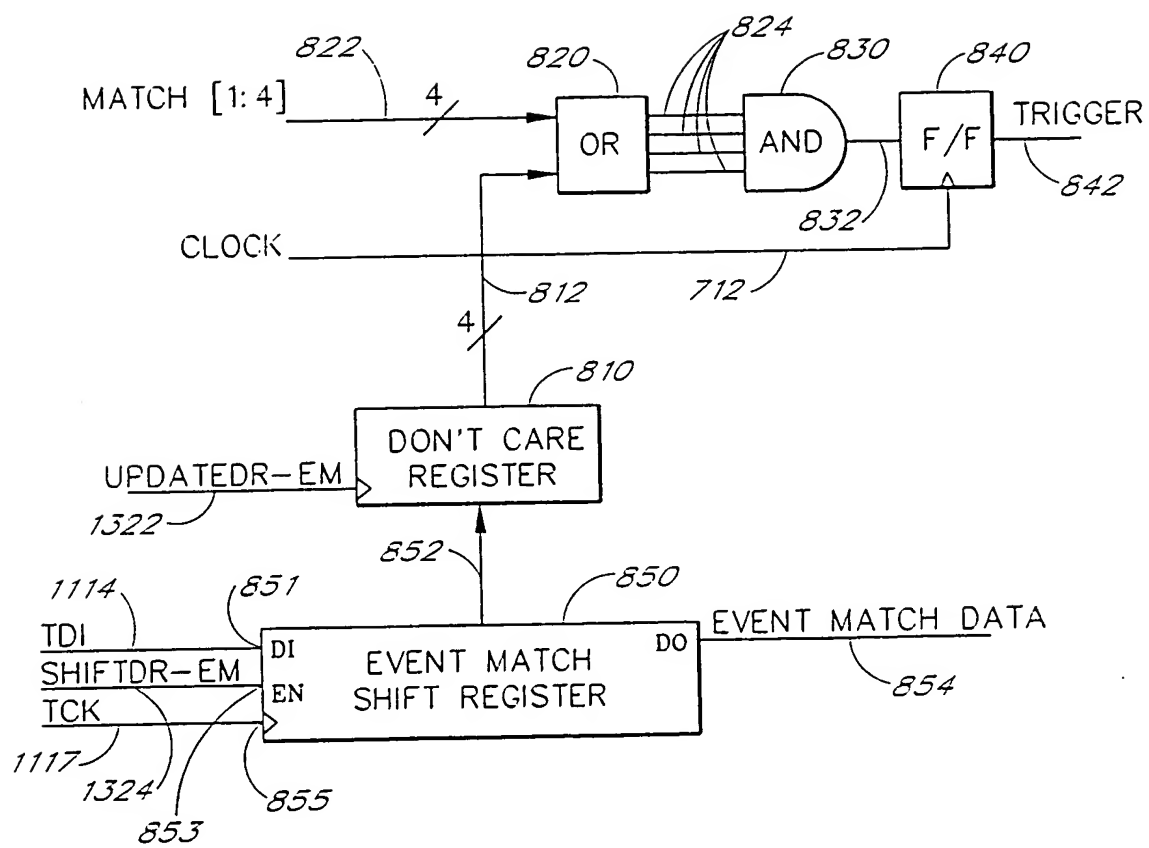 822
820
824
830
840
MATCH [1:4]
4
OR
AND
F/F
TRIGGER
832
842
CLOCK
812
712
4
810
DON'T CARE
REGISTER
UPDATEDR-EM
1322
852
1114
851
850
TDI
DI
SHIFTDR-EM
EN
TCK
EVENT MATCH
SHIFT REGISTER
DO
EVENT MATCH DATA
854
1117
1324
853
855